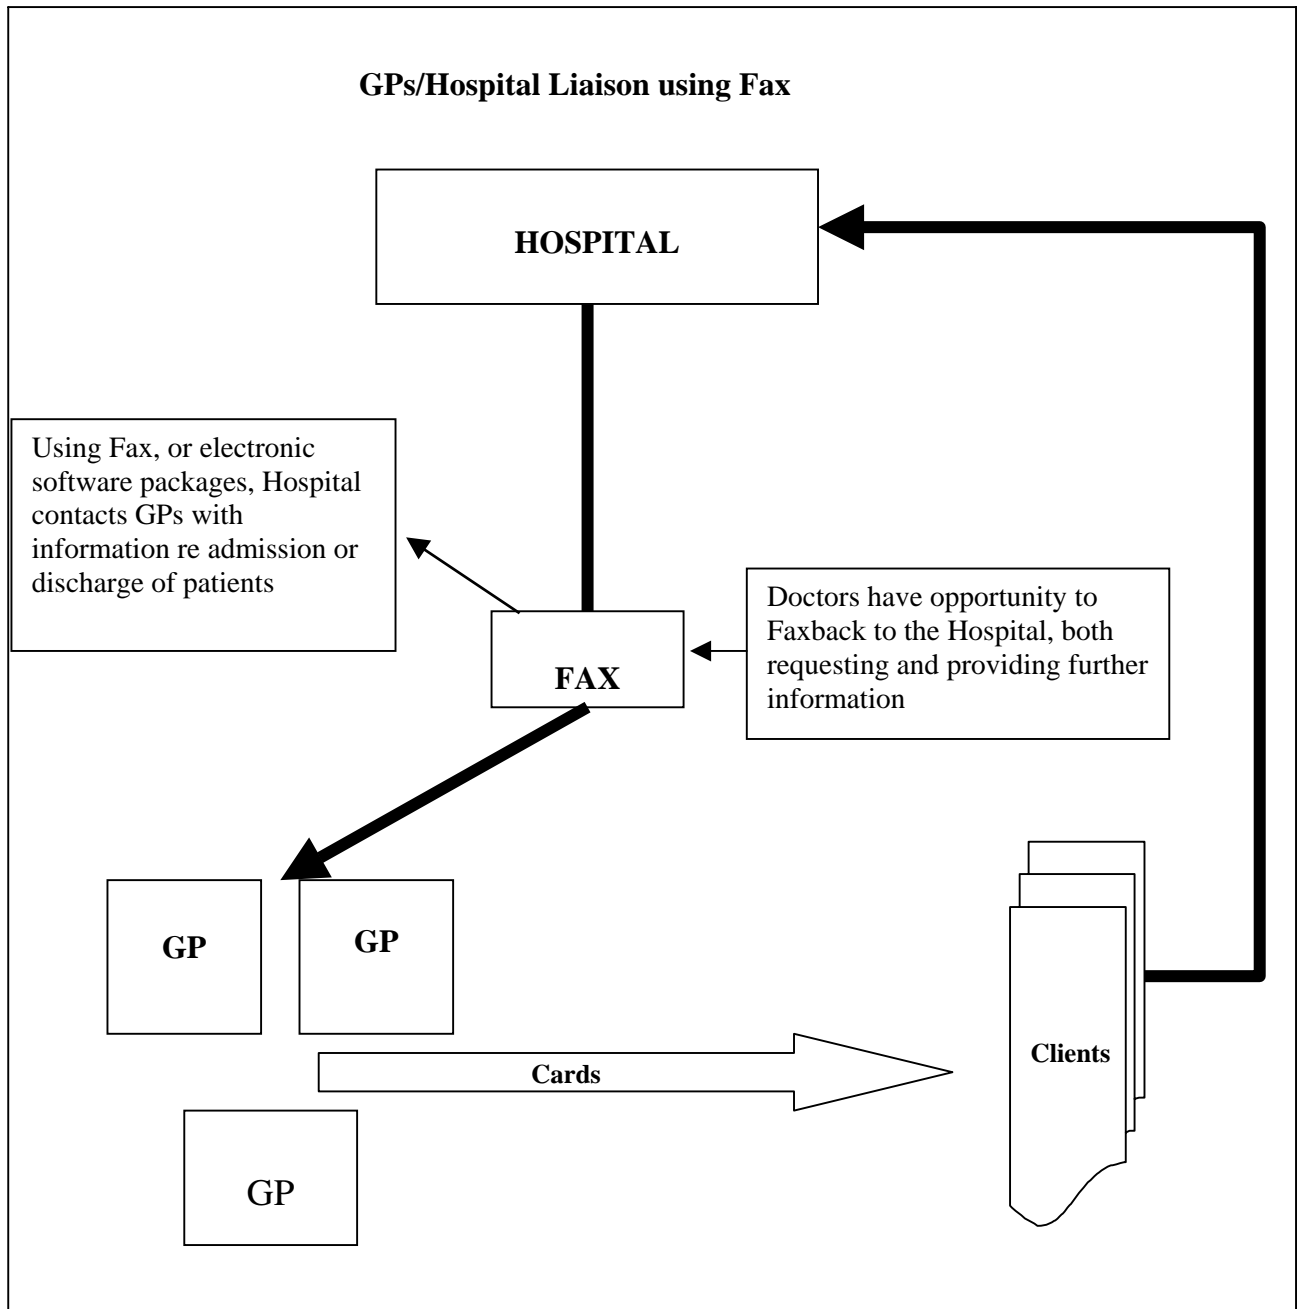 GPs/Hospital Liaison using Fax
HOSPITAL
Using Fax, or electronic
software packages, Hospital
contacts GPs with
information re admission or
discharge of patients
Doctors have opportunity to
Faxback to the Hospital, both
requesting and providing further
information
FAX
GP
GP
Cards
Clients
GP